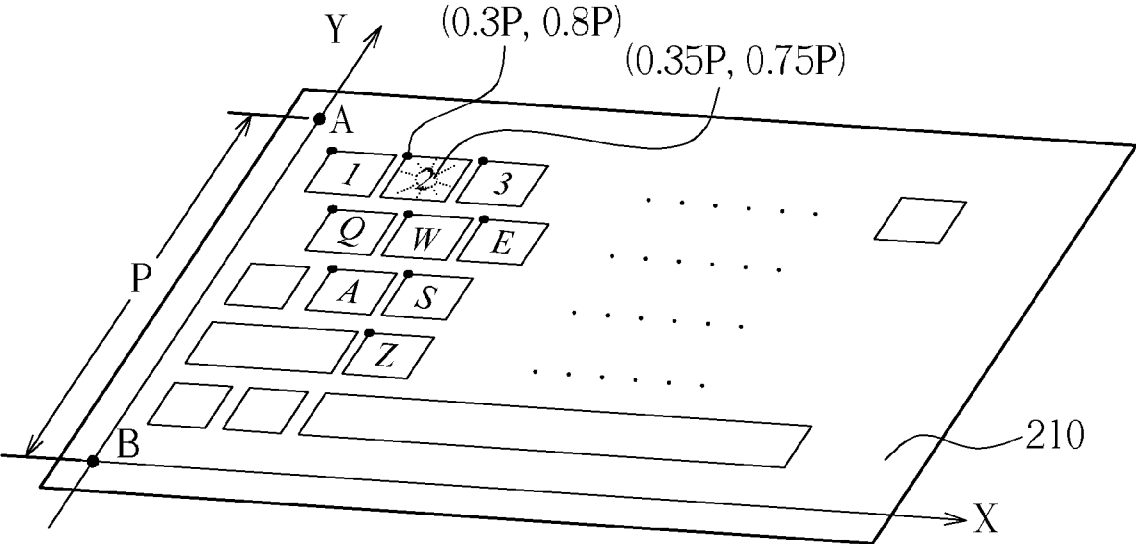 Y
(0.3P, 0.8P)
(0.35P, 0.75P)
A
1 2 3
Q W E
P
A S
Z
B
210
X